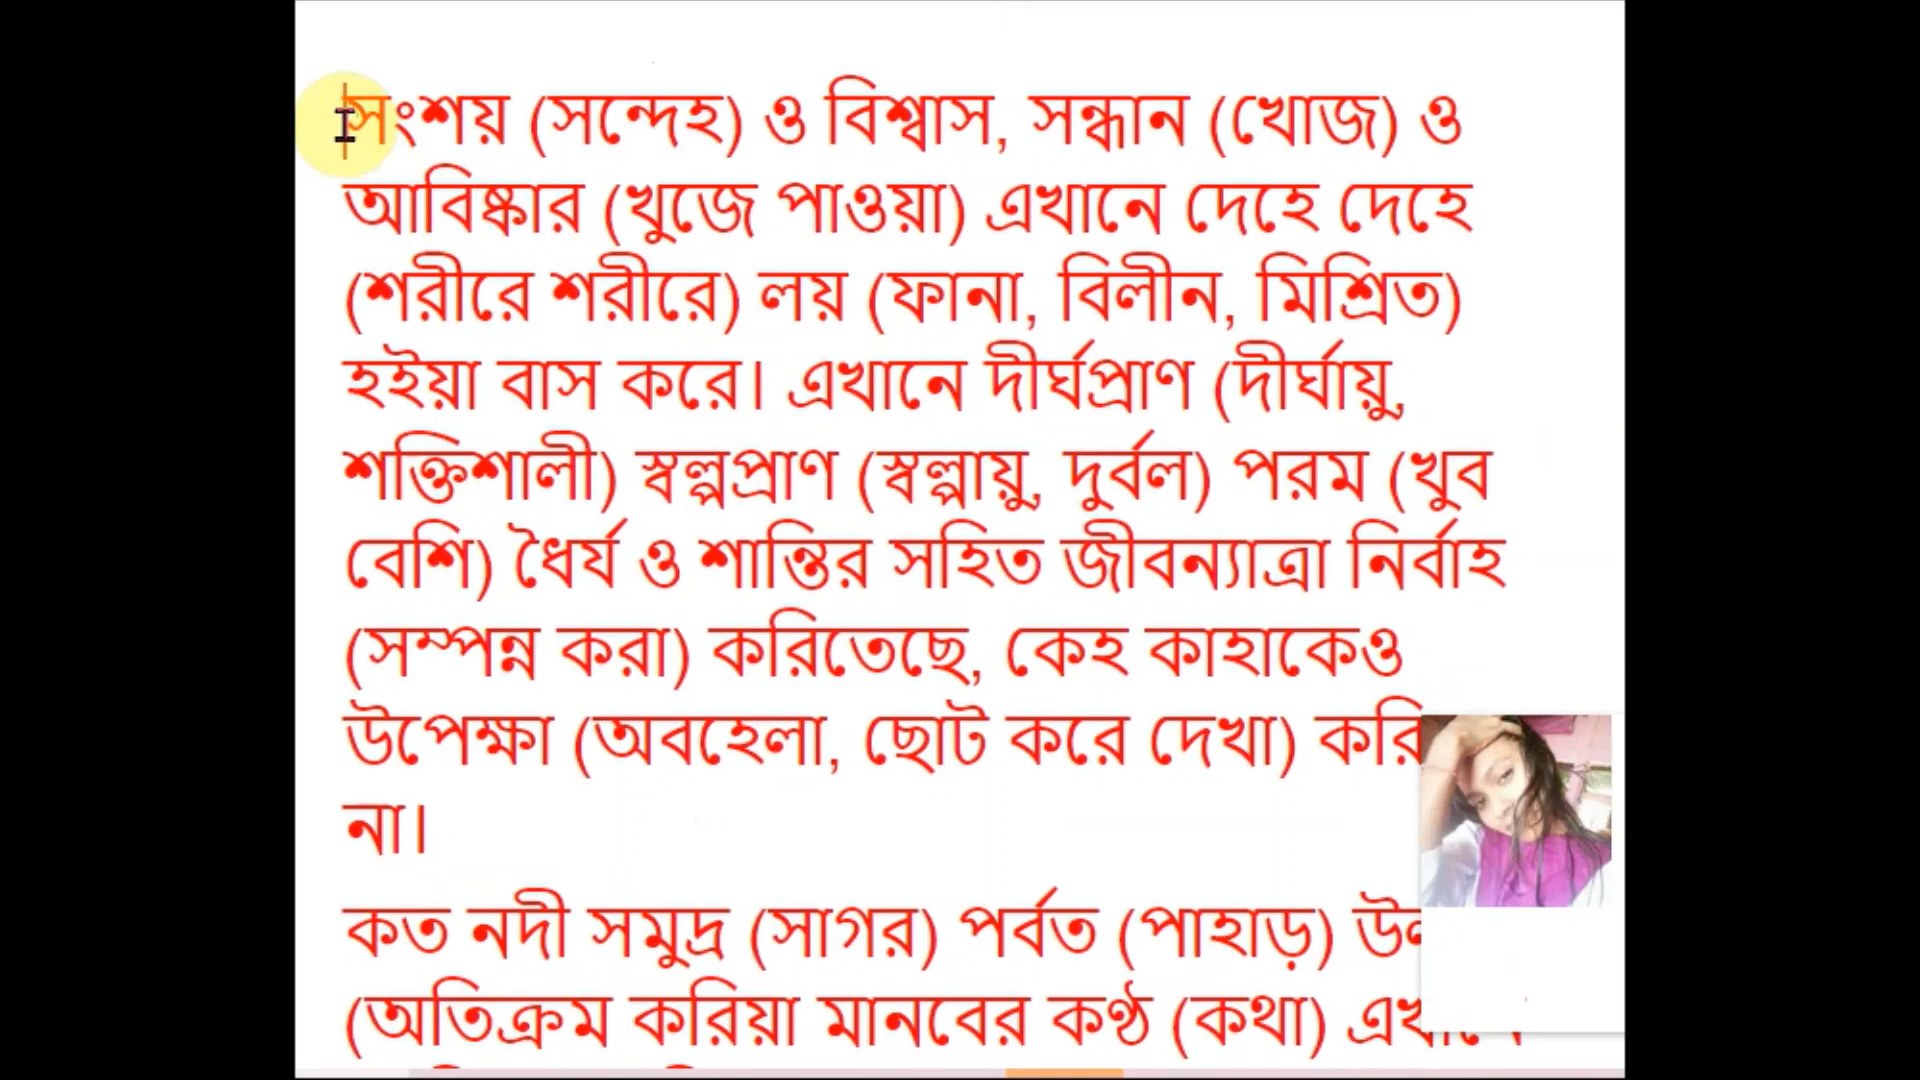 সংশয় (সন্দেহ) ও বিশ্বাস, সন্ধান (খোজ) ও
আবিষ্কার (খুজে পাওয়া) এখানে দেহে দেহে
(শরীরে শরীরে) লয় (ফানা, বিলীন, মিশ্রিত)
হইয়া বাস করে। এখানে দীর্ঘপ্রাণ (দীর্ঘায়ু,
শক্তিশালী) স্বল্পপ্রাণ (স্বল্পায়ু, দুর্বল) পরম (খুব
বেশি) ধৈর্য ও শান্তির সহিত জীবন্যাত্রা নির্বাহ
(সম্পন্ন করা) করিতেছে, কেহ কাহাকেও
উপেক্ষা (অবহেলা, ছোট করে দেখা)
না।
কত নদী সমুদ্র (সাগর) পর্বত (পাহাড়)
(অতিক্রম করিয়া মানবের কণ্ঠ (কথা)